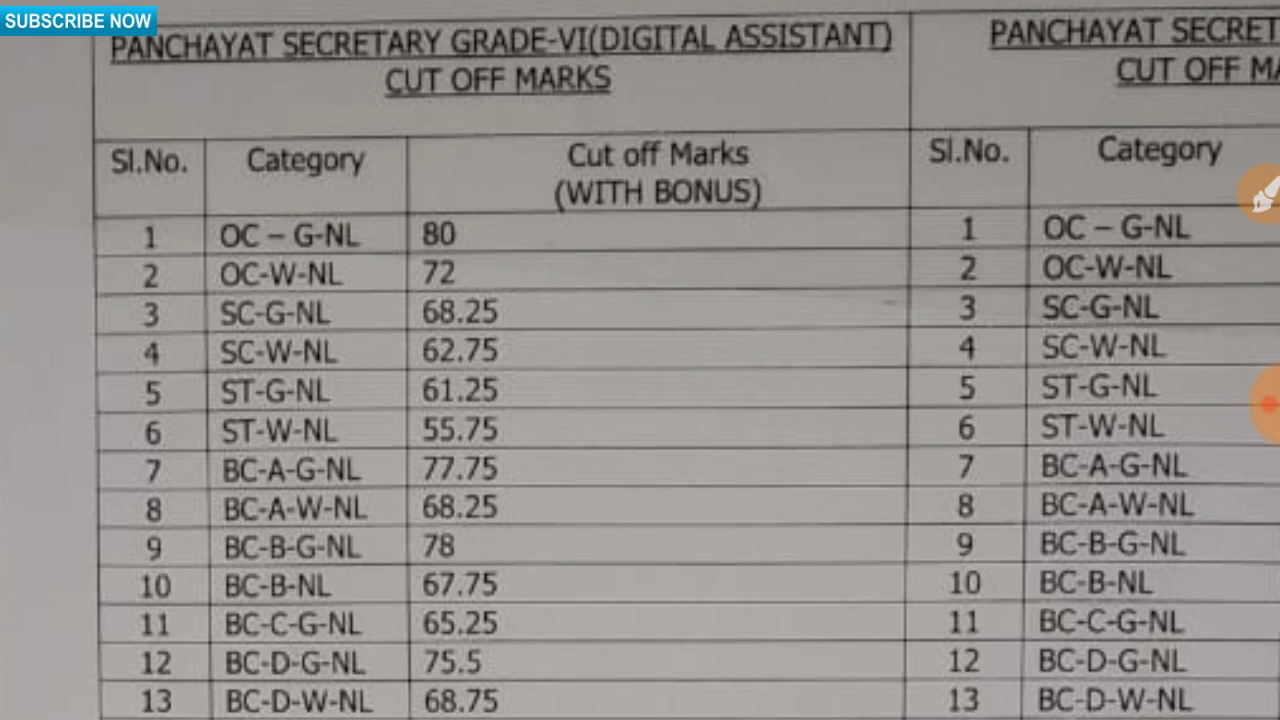 SUBSCRIBE NOW
PANCHAYAT SECRETARY GRADE-VI(DIGITAL ASSISTANT)
CUT OFF MARKS
Sl.No. Category Cut off Marks
(WITH BONUS)
1 OC – G-NL 80
2 OC-W-NL 72
3 SC-G-NL 68.25
4 SC-W-NL 62.75
5 ST-G-NL 61.25
6 ST-W-NL 55.75
7 BC-A-G-NL 77.75
8 BC-A-W-NL 68.25
9 BC-B-G-NL 78
10 BC-B-NL 67.75
11 BC-C-G-NL 65.25
12 BC-D-G-NL 75.5
13 BC-D-W-NL 68.75
PANCHAYAT SECRET
CUT OFF MA
Sl.No. Category
1 OC – G-NL
2 OC-W-NL
3 SC-G-NL
4 SC-W-NL
5 ST-G-NL
6 ST-W-NL
7 BC-A-G-NL
8 BC-A-W-NL
9 BC-B-G-NL
10 BC-B-NL
11 BC-C-G-NL
12 BC-D-G-NL
13 BC-D-W-NL